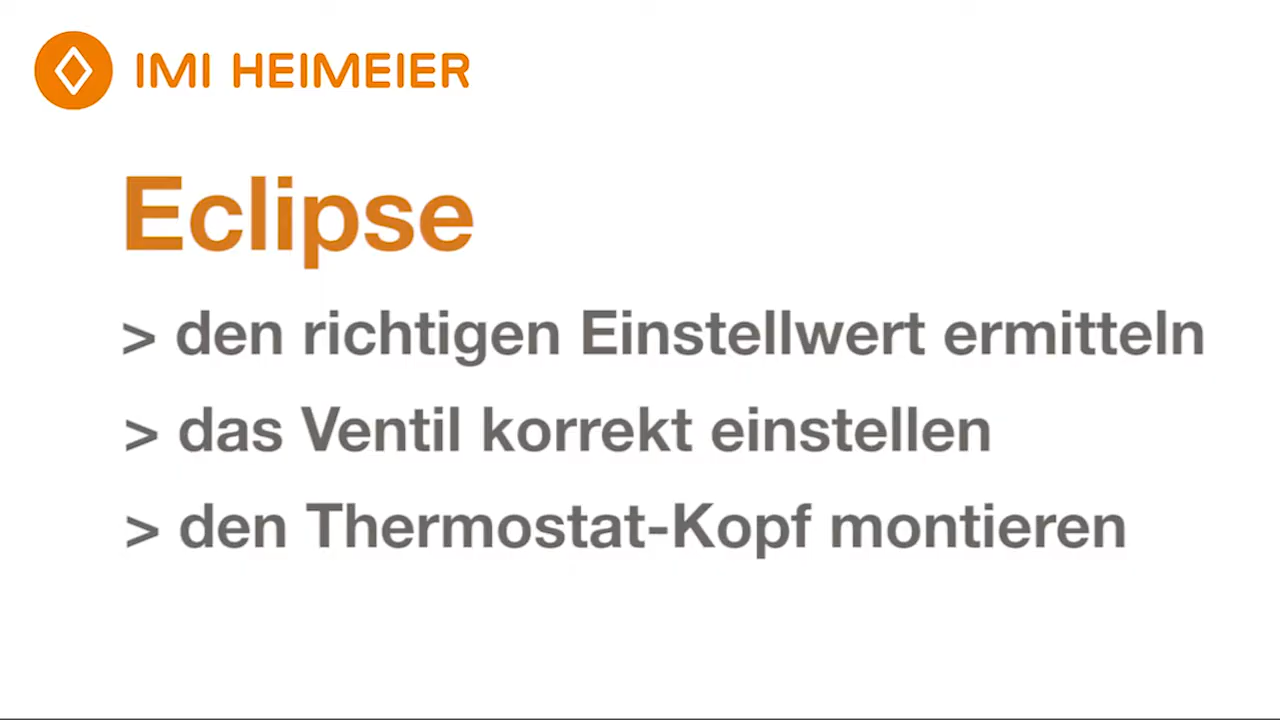 IMI HEIMEIER
Eclipse
> den richtigen Einstellwert ermitteln
> das Ventil korrekt einstellen
> den Thermostat-Kopf montieren